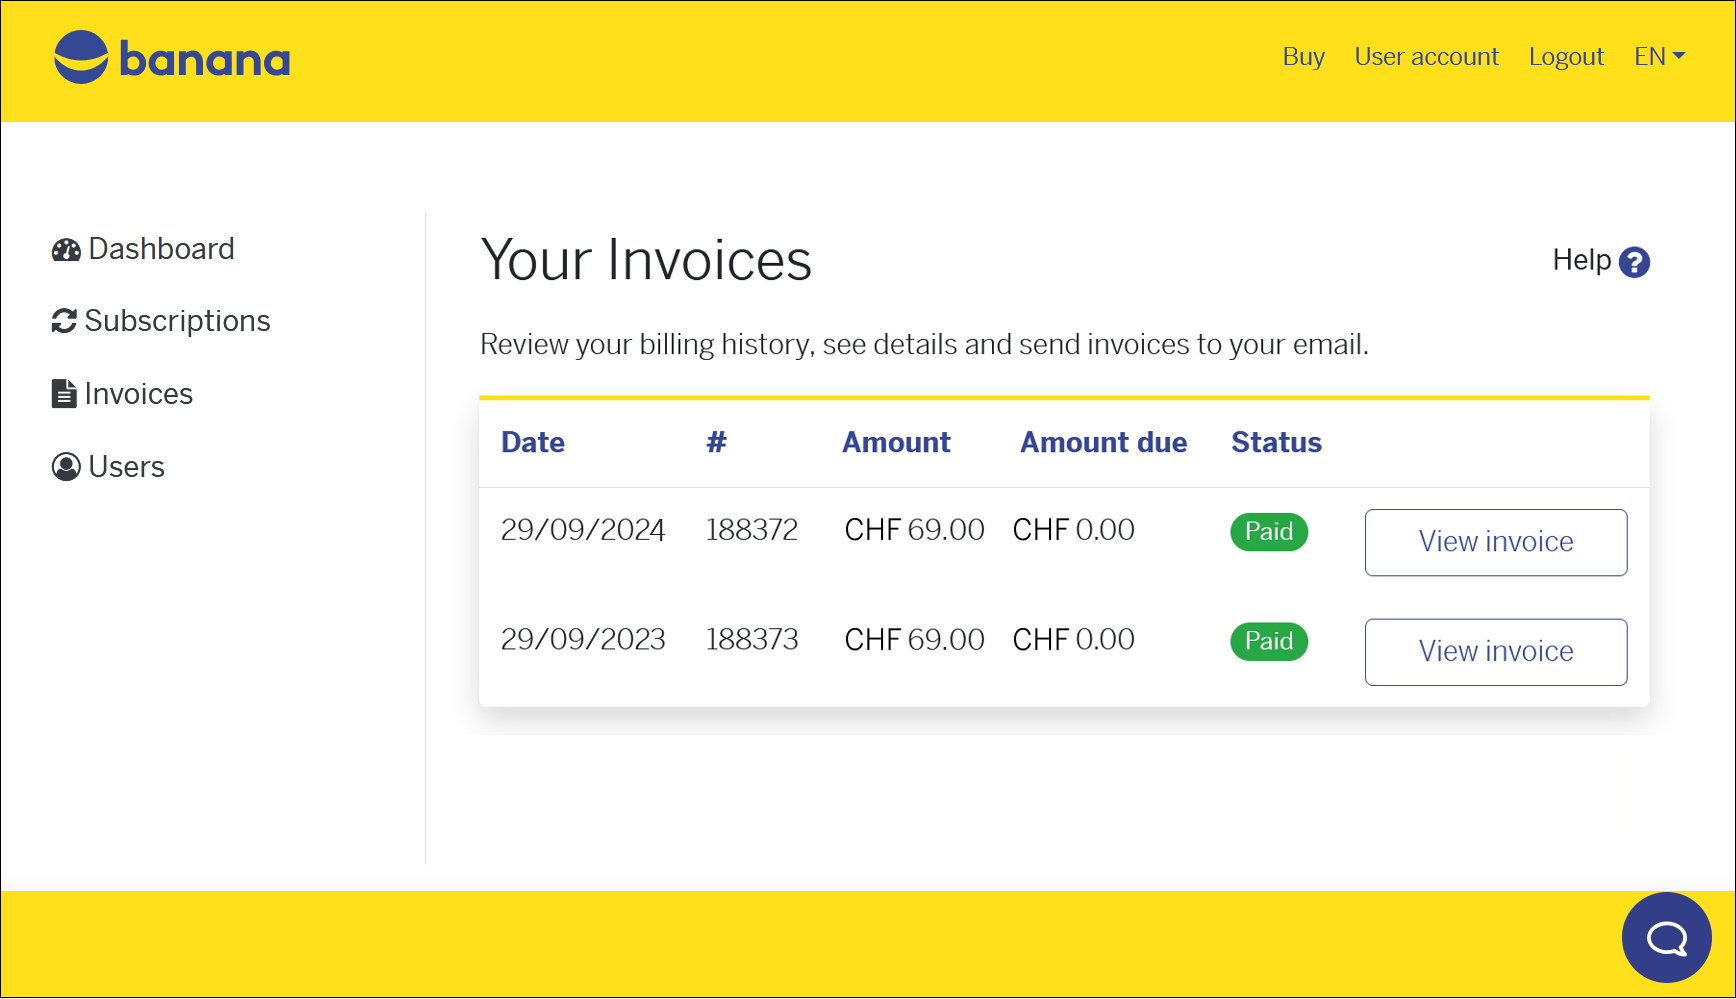 banana
Buy User account Logout EN
Dashboard
Subscriptions
Invoices
Users
Your Invoices
Help ?
Review your billing history, see details and send invoices to your email.
Date # Amount Amount due Status
29/09/2024 188372 CHF 69.00 CHF 0.00 Paid View invoice
29/09/2023 188373 CHF 69.00 CHF 0.00 Paid View invoice